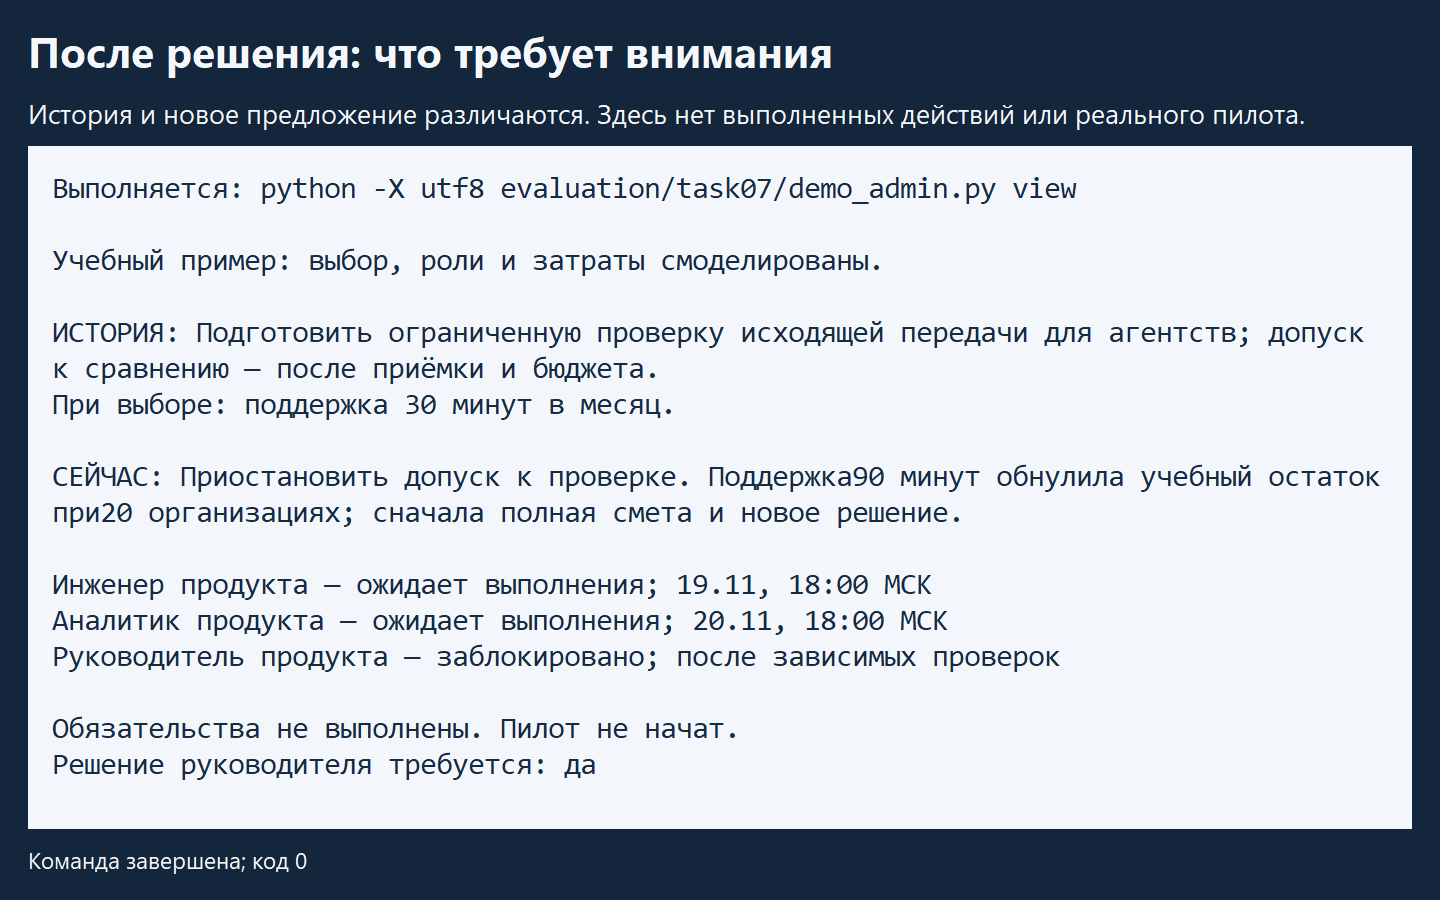 После решения: что требует внимания
История и новое предложение различаются. Здесь нет выполненных действий или реального пилота.
Выполняется: python -X utf8 evaluation/task07/demo_admin.py view
Учебный пример: выбор, роли и затраты смоделированы.
ИСТОРИЯ: Подготовить ограниченную проверку исходящей передачи для агентств; допуск
к сравнению — после приёмки и бюджета.
При выборе: поддержка 30 минут в месяц.
СЕЙЧАС: Приостановить допуск к проверке. Поддержка90 минут обнулила учебный остаток
при20 организациях; сначала полная смета и новое решение.
Инженер продукта — ожидает выполнения; 19.11, 18:00 МСК
Аналитик продукта — ожидает выполнения; 20.11, 18:00 МСК
Руководитель продукта — заблокировано; после зависимых проверок
Обязательства не выполнены. Пилот не начат.
Решение руководителя требуется: да
Команда завершена; код 0